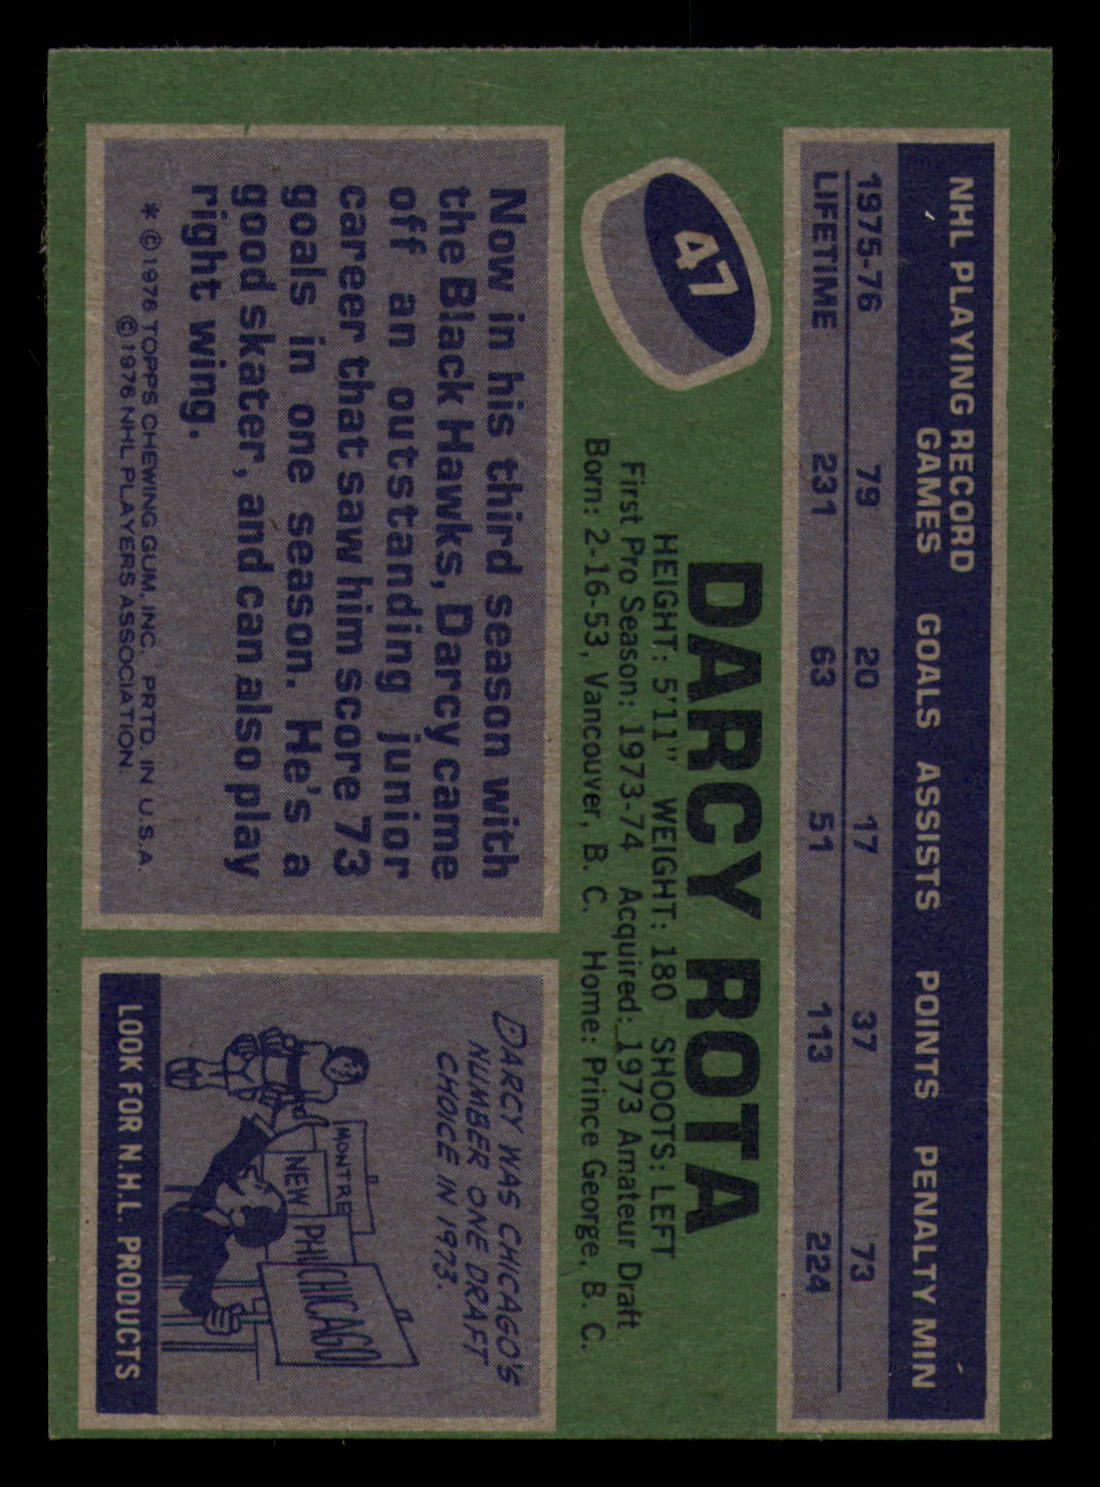 NHL PLAYING RECORD
GAMES GOALS ASSISTS POINTS PENALTY MIN
1975-76 79 20 17 37 73
LIFETIME 231 63 51 113 224
47
DARCY ROTA
HEIGHT: 5'11" WEIGHT: 180 SHOOTS: LEFT
First Pro Season: 1973-74 Acquired: 1973 Amateur Draft
Born: 2-16-53, Vancouver, B. C. Home: Prince George, B. C.
Now in his third season with
the Black Hawks, Darcy came
off an outstanding junior
career that saw him score 73
goals in one season. He's a
good skater, and can also play
right wing.
* © 1976 TOPPS CHEWING GUM, INC. PRTD. IN U.S.A.
© 1976 NHL PLAYERS ASSOCIATION.
DARCY WAS CHICAGO'S
NUMBER ONE DRAFT
CHOICE IN 1973.
MONTRE
NEW
PHI
CHICAGO
LOOK FOR N.H.L. PRODUCTS